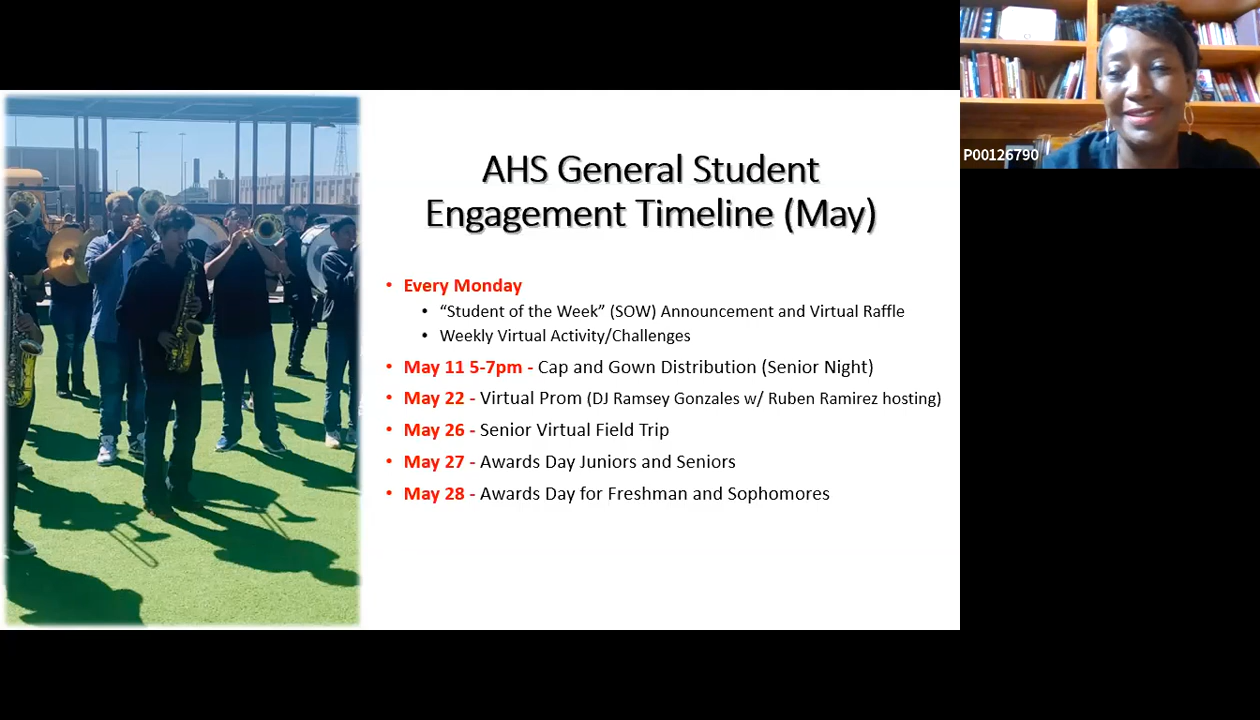 AHS General Student
Engagement Timeline (May)
• Every Monday
• “Student of the Week” (SOW) Announcement and Virtual Raffle
• Weekly Virtual Activity/Challenges
• May 11 5-7pm - Cap and Gown Distribution (Senior Night)
• May 22 - Virtual Prom (DJ Ramsey Gonzales w/ Ruben Ramirez hosting)
• May 26 - Senior Virtual Field Trip
• May 27 - Awards Day Juniors and Seniors
• May 28 - Awards Day for Freshman and Sophomores
P00126790